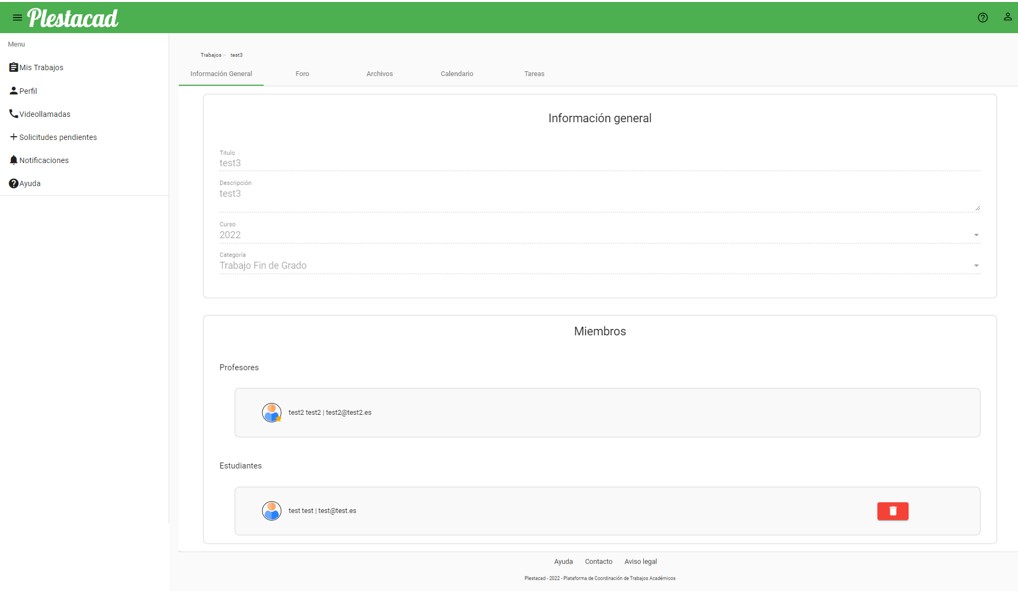 Plestacad
Menu
Mis Trabajos
Perfil
Videollamadas
Solicitudes pendientes
Notificaciones
Ayuda
Trabajos · test3
Información General Foro Archivos Calendario Tareas
Información general
Título
test3
Descripción
test3
Curso
2022
Categoría
Trabajo Fin de Grado
Miembros
Profesores
test2 test2 | test2@test2.es
Estudiantes
test test | test@test.es
Ayuda Contacto Aviso legal
Plestacad - 2022 - Plataforma de Coordinación de Trabajos Académicos